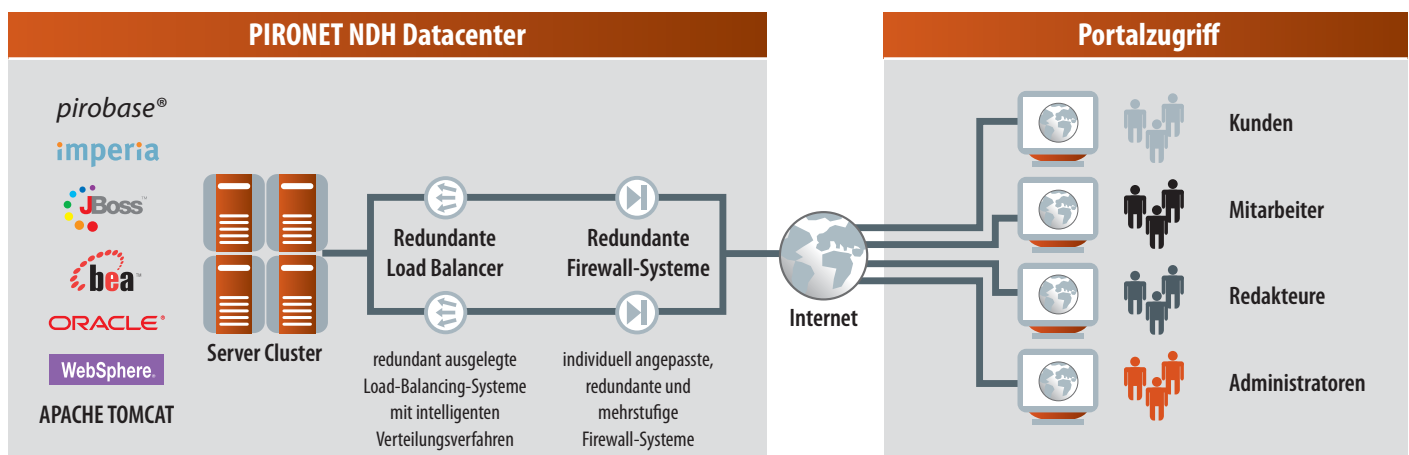 PIRONET NDH Datacenter
pirobase®
imperia
JBoss™
bea™
ORACLE®
WebSphere®
APACHE TOMCAT
Server Cluster
Redundante
Load Balancer
redundant ausgelegte
Load-Balancing-Systeme
mit intelligenten
Verteilungsverfahren
Redundante
Firewall-Systeme
individuell angepasste,
redundante und
mehrstufige
Firewall-Systeme
Internet
Portalzugriff
Kunden
Mitarbeiter
Redakteure
Administratoren